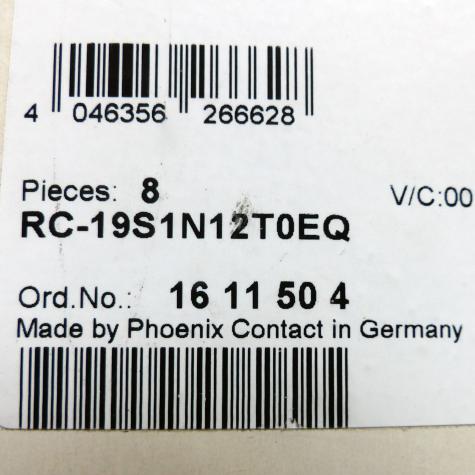 4 046356 266628
Pieces: 8 V/C:00
RC-19S1N12T0EQ
Ord.No.: 16 11 50 4
Made by Phoenix Contact in Germany